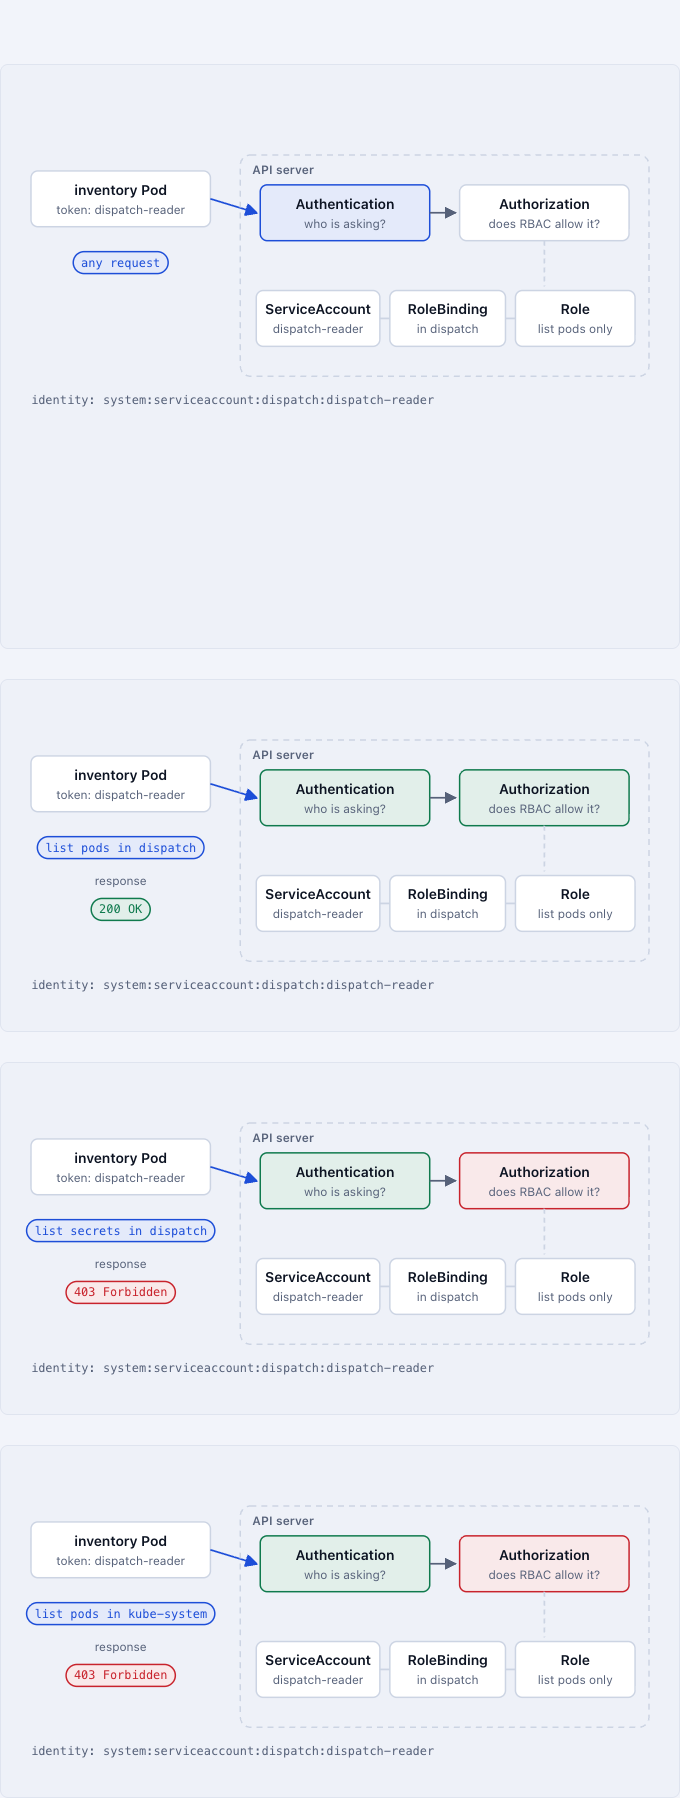 API server
inventory Pod
token: dispatch-reader
Authentication
who is asking?
Authorization
does RBAC allow it?
any request
ServiceAccount
dispatch-reader
RoleBinding
in dispatch
Role
list pods only
identity: system:serviceaccount:dispatch:dispatch-reader
API server
inventory Pod
token: dispatch-reader
Authentication
who is asking?
Authorization
does RBAC allow it?
list pods in dispatch
response
200 OK
ServiceAccount
dispatch-reader
RoleBinding
in dispatch
Role
list pods only
identity: system:serviceaccount:dispatch:dispatch-reader
API server
inventory Pod
token: dispatch-reader
Authentication
who is asking?
Authorization
does RBAC allow it?
list secrets in dispatch
response
403 Forbidden
ServiceAccount
dispatch-reader
RoleBinding
in dispatch
Role
list pods only
identity: system:serviceaccount:dispatch:dispatch-reader
API server
inventory Pod
token: dispatch-reader
Authentication
who is asking?
Authorization
does RBAC allow it?
list pods in kube-system
response
403 Forbidden
ServiceAccount
dispatch-reader
RoleBinding
in dispatch
Role
list pods only
identity: system:serviceaccount:dispatch:dispatch-reader